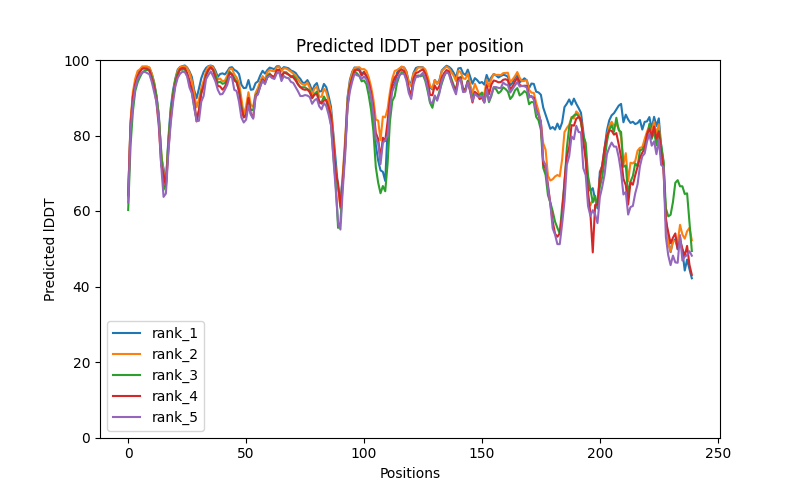 Predicted lDDT per position
100
80
60
40
20
0
Predicted lDDT
rank_1
rank_2
rank_3
rank_4
rank_5
0 50 100 150 200 250
Positions